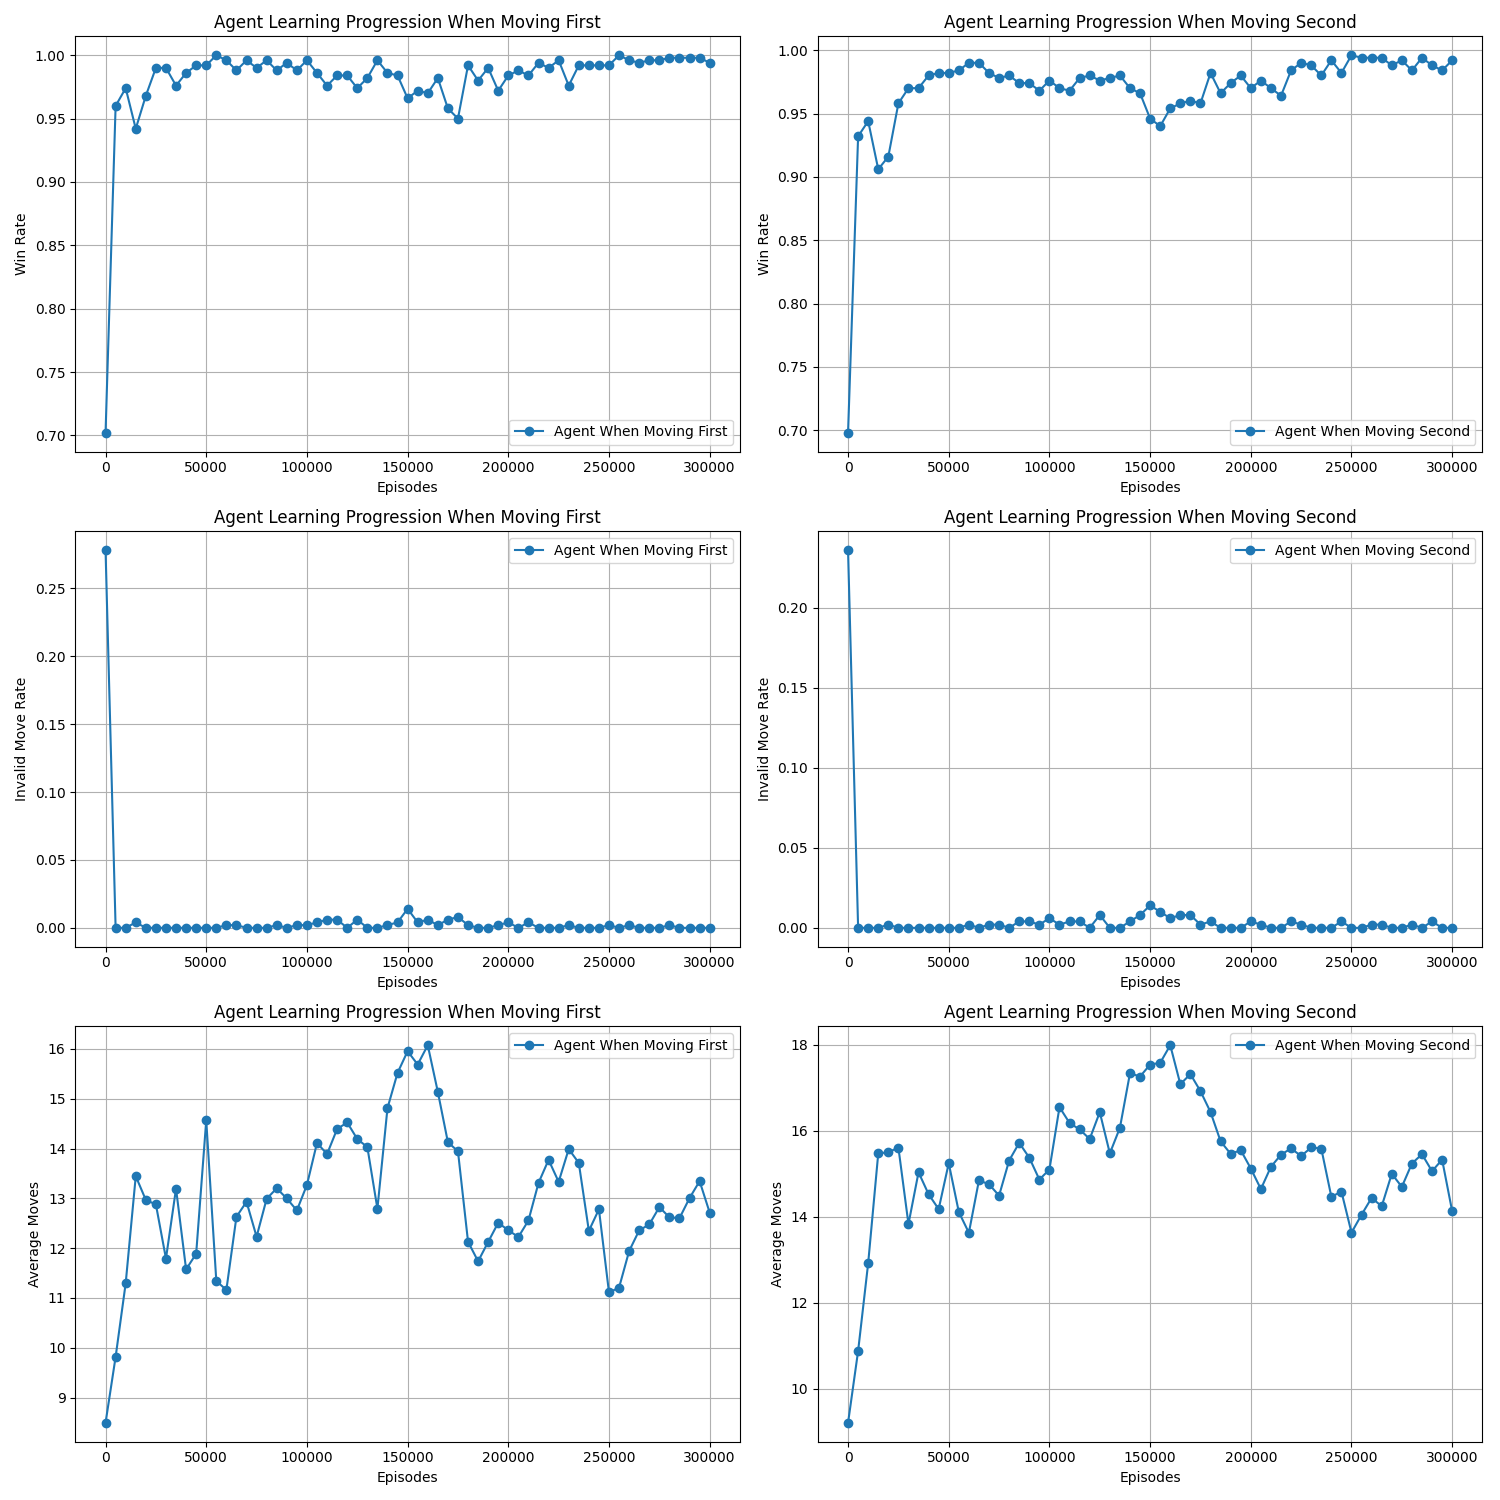 Agent Learning Progression When Moving First
1.00
0.95
0.90
0.85
0.80
0.75
0.70
Win Rate
Agent When Moving First
0 50000 100000 150000 200000 250000 300000
Episodes
Agent Learning Progression When Moving Second
1.00
0.95
0.90
0.85
0.80
0.75
0.70
Win Rate
Agent When Moving Second
0 50000 100000 150000 200000 250000 300000
Episodes
Agent Learning Progression When Moving First
Agent When Moving First
0.25
0.20
0.15
0.10
0.05
0.00
Invalid Move Rate
0 50000 100000 150000 200000 250000 300000
Episodes
Agent Learning Progression When Moving Second
Agent When Moving Second
0.20
0.15
0.10
0.05
0.00
Invalid Move Rate
0 50000 100000 150000 200000 250000 300000
Episodes
Agent Learning Progression When Moving First
Agent When Moving First
16
15
14
13
12
11
10
9
Average Moves
0 50000 100000 150000 200000 250000 300000
Episodes
Agent Learning Progression When Moving Second
Agent When Moving Second
18
16
14
12
10
Average Moves
0 50000 100000 150000 200000 250000 300000
Episodes